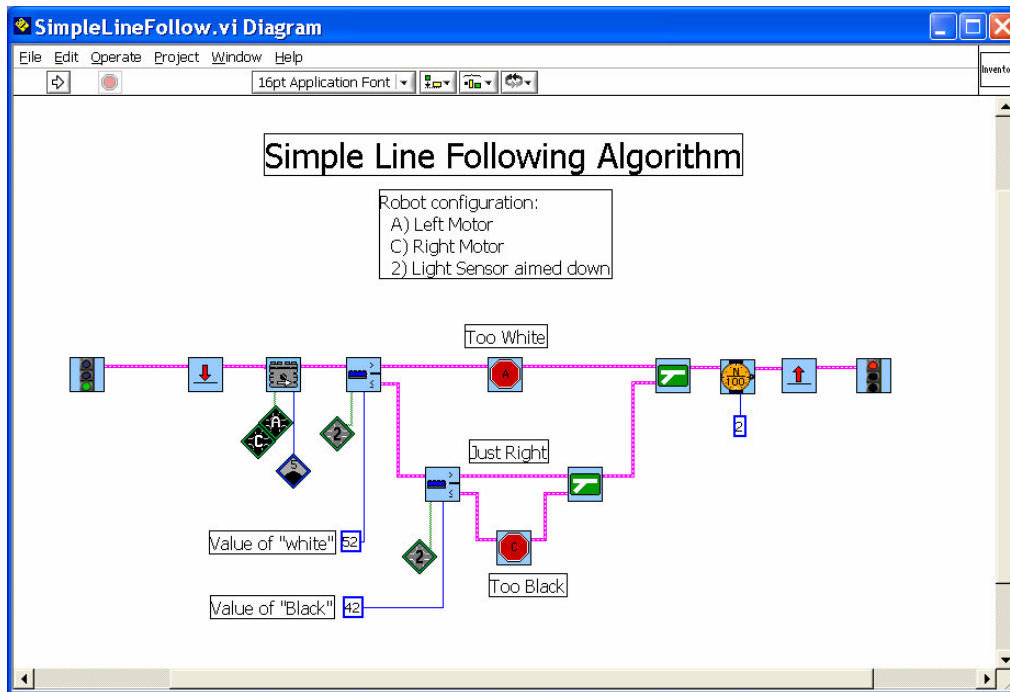 SimpleLineFollow.vi Diagram
File Edit Operate Project Window Help
16pt Application Font
Invento
Simple Line Following Algorithm
Robot configuration:
A) Left Motor
C) Right Motor
2) Light Sensor aimed down
Too White
A
N
100
>
≤
A
C
2
5
2
Just Right
>
≤
Value of "white" 52
2
C
Too Black
Value of "Black" 42